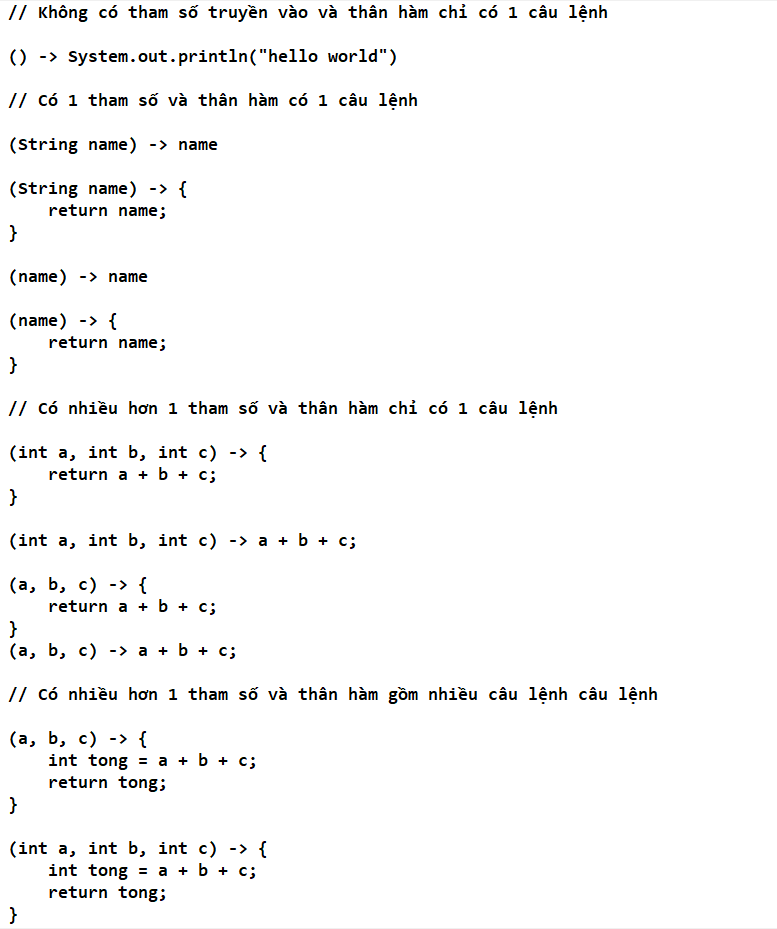 // Không có tham số truyền vào và thân hàm chỉ có 1 câu lệnh
() -> System.out.println("hello world")
// Có 1 tham số và thân hàm có 1 câu lệnh
(String name) -> name
(String name) -> {
    return name;
}
(name) -> name
(name) -> {
    return name;
}
// Có nhiều hơn 1 tham số và thân hàm chỉ có 1 câu lệnh
(int a, int b, int c) -> {
    return a + b + c;
}
(int a, int b, int c) -> a + b + c;
(a, b, c) -> {
    return a + b + c;
}
(a, b, c) -> a + b + c;
// Có nhiều hơn 1 tham số và thân hàm gồm nhiều câu lệnh câu lệnh
(a, b, c) -> {
    int tong = a + b + c;
    return tong;
}
(int a, int b, int c) -> {
    int tong = a + b + c;
    return tong;
}